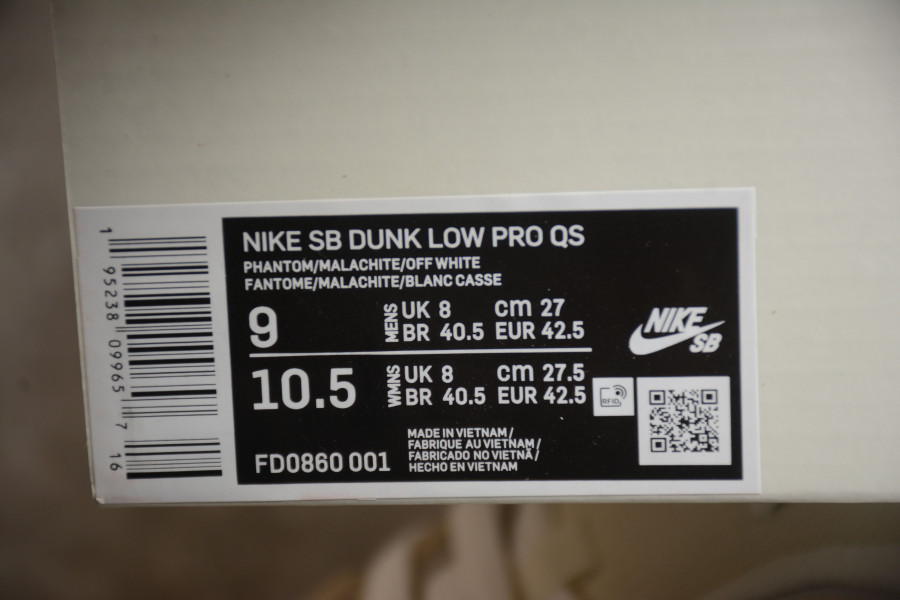 NIKE SB DUNK LOW PRO QS
PHANTOM/MALACHITE/OFF WHITE
FANTOME/MALACHITE/BLANC CASSE
9
MENS
UK 8 cm 27
BR 40.5 EUR 42.5
10.5
WMNS
UK 8 cm 27.5
BR 40.5 EUR 42.5
FD0860 001
MADE IN VIETNAM/
FABRIQUE AU VIETNAM/
FABRICADO NO VIETNÃ/
HECHO EN VIETNAM
NIKE
SB
RFID
1 95238 09965 7 16